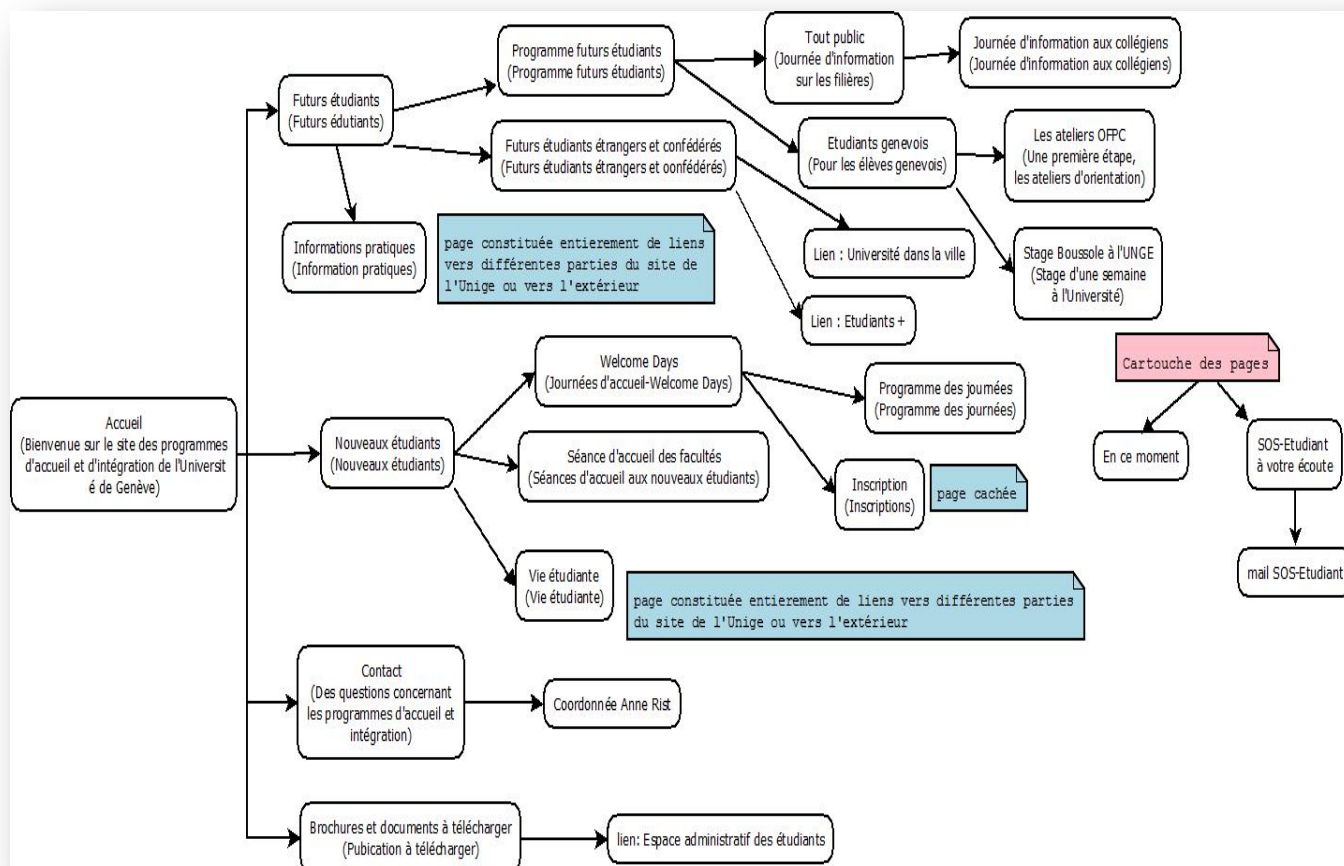 Tout public
(Journée d'information
sur les filières)
Journée d'information aux collégiens
(Journée d'information aux collégiens)
Programme futurs étudiants
(Programme futurs étudiants)
Futurs étudiants
(Futurs édutiants)
Futurs étudiants étrangers et confédérés
(Futurs étudiants étrangers et oonfédérés)
Etudiants genevois
(Pour les élèves genevois)
Les ateliers OFPC
(Une première étape,
les ateliers d'orientation)
Informations pratiques
(Information pratiques)
page constituée entierement de liens
vers différentes parties du site de
l'Unige ou vers l'extérieur
Lien : Université dans la ville
Stage Boussole à l'UNGE
(Stage d'une semaine
à l'Université)
Lien : Etudiants +
Welcome Days
(Journées d'accueil-Welcome Days)
Programme des journées
(Programme des journées)
Cartouche des pages
En ce moment
SOS-Etudiant
à votre écoute
mail SOS-Etudiant
Accueil
(Bienvenue sur le site des programmes
d'accueil et d'intégration de l'Universit
é de Genève)
Nouveaux étudiants
(Nouveaux étudiants)
Séance d'accueil des facultés
(Séances d'accueil aux nouveaux étudiants)
Inscription
(Inscriptions)
page cachée
Vie étudiante
(Vie étudiante)
page constituée entierement de liens vers différentes parties
du site de l'Unige ou vers l'extérieur
Contact
(Des questions concernant
les programmes d'accueil et
intégration)
Coordonnée Anne Rist
Brochures et documents à télécharger
(Pubication à télécharger)
lien: Espace administratif des étudiants